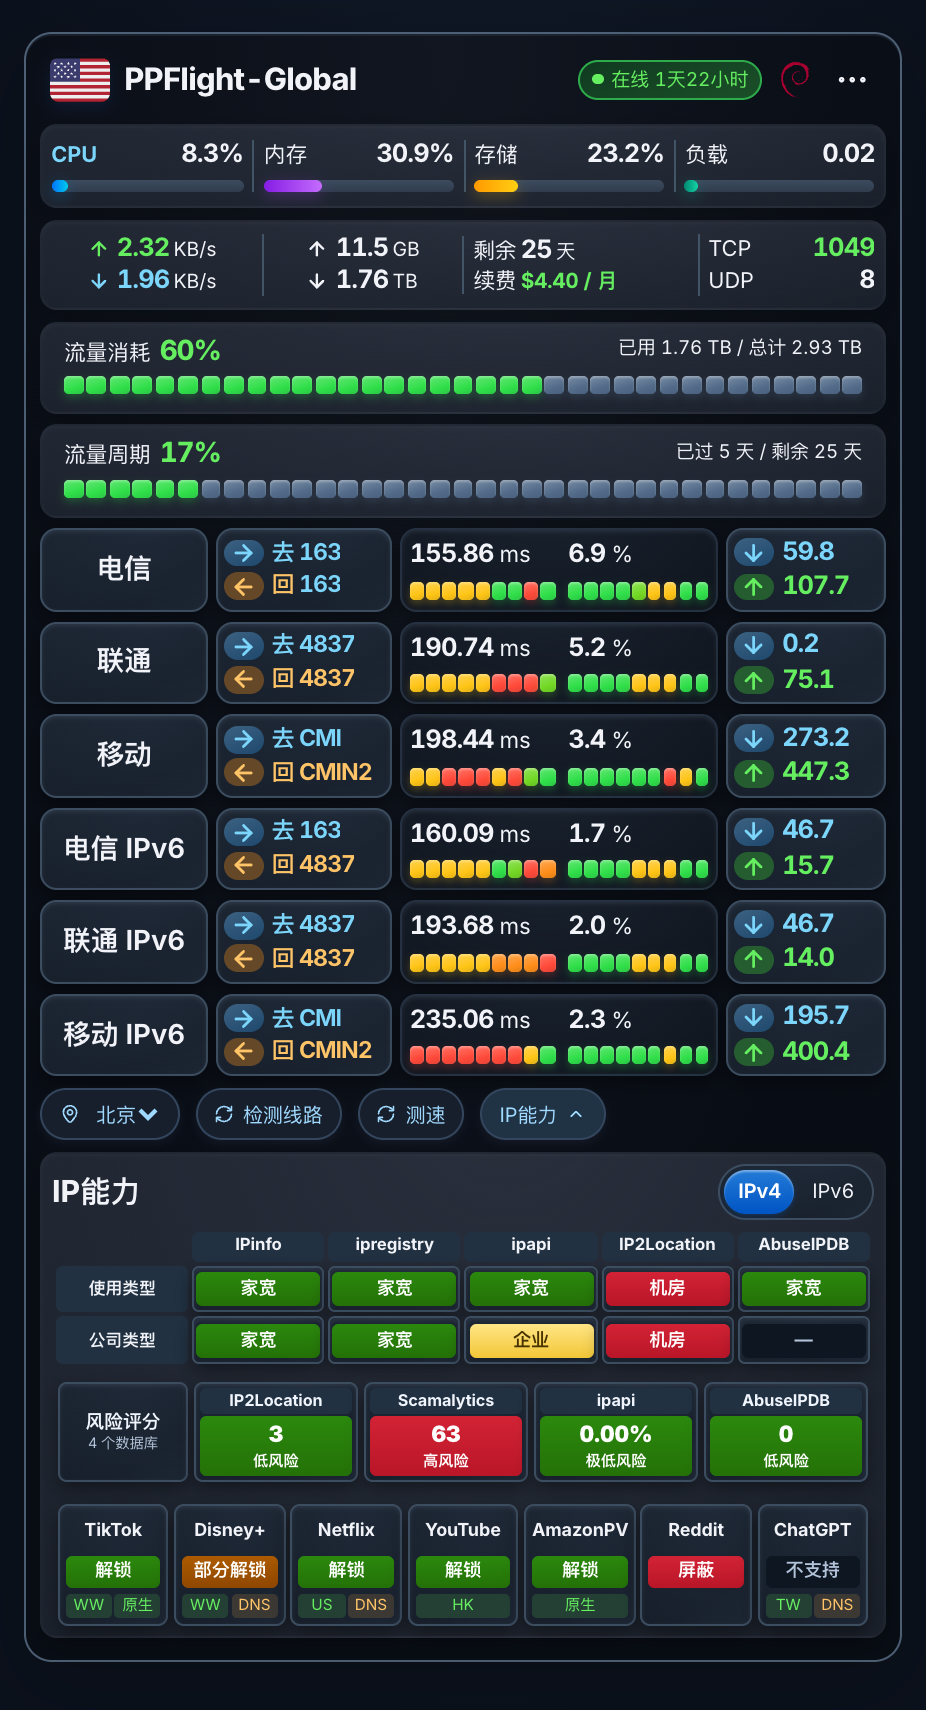 PPFlight-Global
在线 1天22小时
CPU 8.3%
内存 30.9%
存储 23.2%
负载 0.02
2.32 KB/s
1.96 KB/s
11.5 GB
1.76 TB
剩余 25 天
续费 $4.40 / 月
TCP 1049
UDP 8
流量消耗 60%
已用 1.76 TB / 总计 2.93 TB
流量周期 17%
已过 5 天 / 剩余 25 天
电信
去 163
回 163
155.86 ms
6.9 %
59.8
107.7
联通
去 4837
回 4837
190.74 ms
5.2 %
0.2
75.1
移动
去 CMI
回 CMIN2
198.44 ms
3.4 %
273.2
447.3
电信 IPv6
去 163
回 4837
160.09 ms
1.7 %
46.7
15.7
联通 IPv6
去 4837
回 4837
193.68 ms
2.0 %
46.7
14.0
移动 IPv6
去 CMI
回 CMIN2
235.06 ms
2.3 %
195.7
400.4
北京
检测线路
测速
IP能力
IP能力
IPv4 IPv6
IPinfo ipregistry ipapi IP2Location AbuseIPDB
使用类型 家宽 家宽 家宽 机房 家宽
公司类型 家宽 家宽 企业 机房 —
风险评分
4 个数据库
IP2Location
3
低风险
Scamalytics
63
高风险
ipapi
0.00%
极低风险
AbuseIPDB
0
低风险
TikTok
解锁
WW 原生
Disney+
部分解锁
WW DNS
Netflix
解锁
US DNS
YouTube
解锁
HK
AmazonPV
解锁
原生
Reddit
屏蔽
ChatGPT
不支持
TW DNS